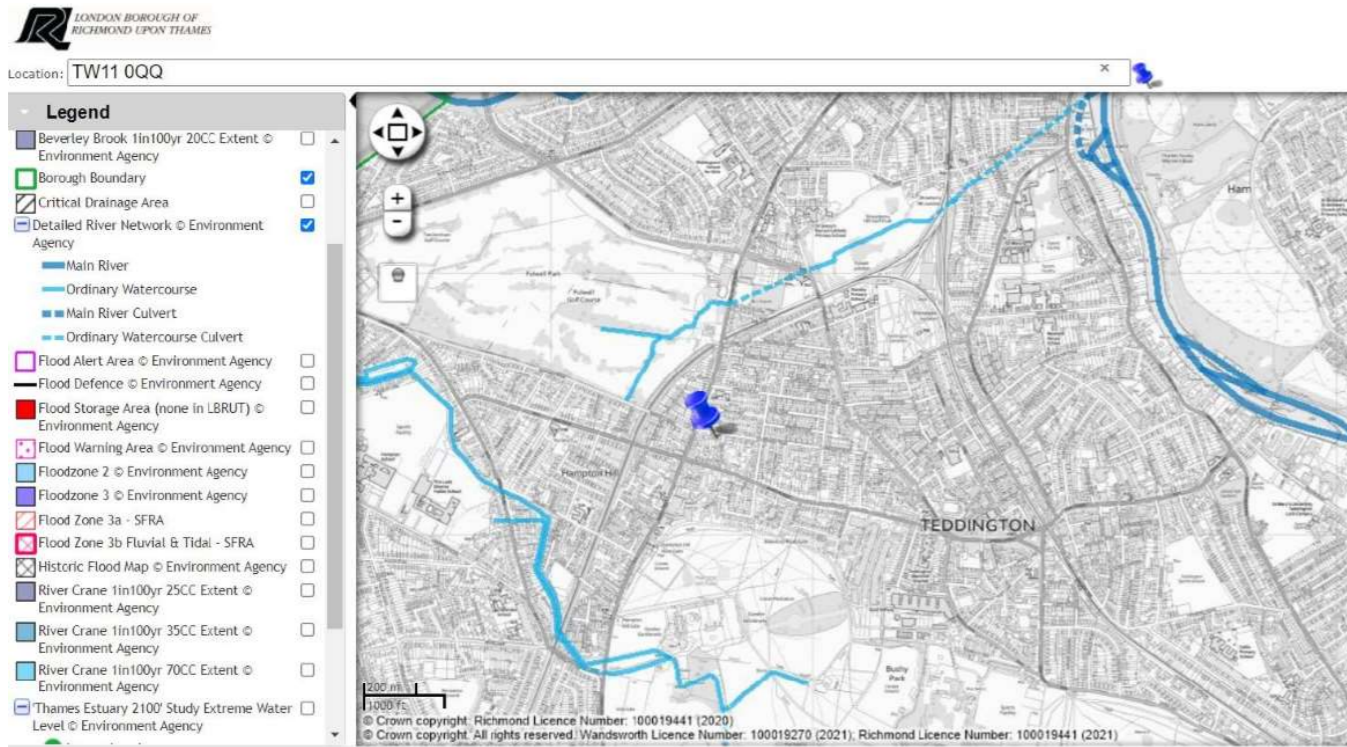 LONDON BOROUGH OF
RICHMOND UPON THAMES
Location: TW11 0QQ
Legend
Beverley Brook 1in100yr 20CC Extent ©
Environment Agency
Borough Boundary
Critical Drainage Area
Detailed River Network © Environment
Agency
Main River
Ordinary Watercourse
Main River Culvert
Ordinary Watercourse Culvert
Flood Alert Area © Environment Agency
Flood Defence © Environment Agency
Flood Storage Area (none in LBRUT) ©
Environment Agency
Flood Warning Area © Environment Agency
Floodzone 2 © Environment Agency
Floodzone 3 © Environment Agency
Flood Zone 3a - SFRA
Flood Zone 3b Fluvial & Tidal - SFRA
Historic Flood Map © Environment Agency
River Crane 1in100yr 25CC Extent ©
Environment Agency
River Crane 1in100yr 35CC Extent ©
Environment Agency
River Crane 1in100yr 70CC Extent ©
Environment Agency
'Thames Estuary 2100' Study Extreme Water
Level © Environment Agency
Ham
Fulwell Park
Fulwell
Golf Course
Hampton Hill
TEDDINGTON
Bushy
Park
200 m
1000 ft
© Crown copyright. Richmond Licence Number: 100019441 (2020)
© Crown copyright. All rights reserved. Wandsworth Licence Number: 100019270 (2021); Richmond Licence Number: 100019441 (2021)